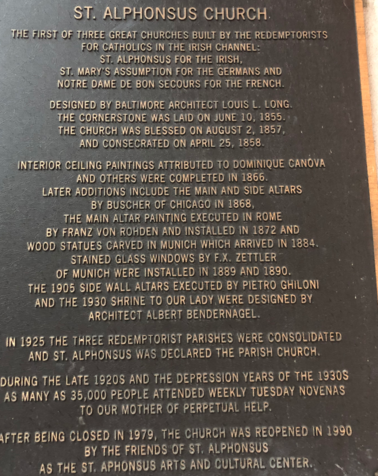 ST. ALPHONSUS CHURCH
THE FIRST OF THREE GREAT CHURCHES BUILT BY THE REDEMPTORISTS
FOR CATHOLICS IN THE IRISH CHANNEL:
ST. ALPHONSUS FOR THE IRISH,
ST. MARY'S ASSUMPTION FOR THE GERMANS AND
NOTRE DAME DE BON SECOURS FOR THE FRENCH.
DESIGNED BY BALTIMORE ARCHITECT LOUIS L. LONG.
THE CORNERSTONE WAS LAID ON JUNE 10, 1855.
THE CHURCH WAS BLESSED ON AUGUST 2, 1857,
AND CONSECRATED ON APRIL 25, 1858.
INTERIOR CEILING PAINTINGS ATTRIBUTED TO DOMINIQUE CANOVA
AND OTHERS WERE COMPLETED IN 1866.
LATER ADDITIONS INCLUDE THE MAIN AND SIDE ALTARS
BY BUSCHER OF CHICAGO IN 1868,
THE MAIN ALTAR PAINTING EXECUTED IN ROME
BY FRANZ VON ROHDEN AND INSTALLED IN 1872 AND
WOOD STATUES CARVED IN MUNICH WHICH ARRIVED IN 1884.
STAINED GLASS WINDOWS BY F.X. ZETTLER
OF MUNICH WERE INSTALLED IN 1889 AND 1890.
THE 1905 SIDE WALL ALTARS EXECUTED BY PIETRO GHILONI
AND THE 1930 SHRINE TO OUR LADY WERE DESIGNED BY
ARCHITECT ALBERT BENDERNAGEL.
IN 1925 THE THREE REDEMPTORIST PARISHES WERE CONSOLIDATED
AND ST. ALPHONSUS WAS DECLARED THE PARISH CHURCH.
DURING THE LATE 1920S AND THE DEPRESSION YEARS OF THE 1930S
AS MANY AS 35,000 PEOPLE ATTENDED WEEKLY TUESDAY NOVENAS
TO OUR MOTHER OF PERPETUAL HELP.
AFTER BEING CLOSED IN 1979, THE CHURCH WAS REOPENED IN 1990
BY THE FRIENDS OF ST. ALPHONSUS
AS THE ST. APHONSUS ARTS AND CULTURAL CENTER.